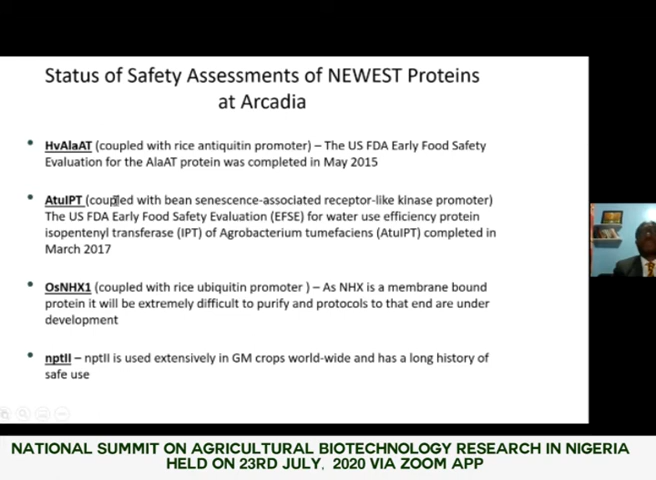 Status of Safety Assessments of NEWEST Proteins
at Arcadia
HvAlaAT (coupled with rice antiquitin promoter) – The US FDA Early Food Safety
Evaluation for the AlaAT protein was completed in May 2015
AtuIPT (coupled with bean senescence-associated receptor-like kinase promoter)
The US FDA Early Food Safety Evaluation (EFSE) for water use efficiency protein
isopentenyl transferase (IPT) of Agrobacterium tumefaciens (AtuIPT) completed in
March 2017
OsNHX1 (coupled with rice ubiquitin promoter ) – As NHX is a membrane bound
protein it will be extremely difficult to purify and protocols to that end are under
development
nptII – nptII is used extensively in GM crops world-wide and has a long history of
safe use
NATIONAL SUMMIT ON AGRICULTURAL BIOTECHNOLOGY RESEARCH IN NIGERIA
HELD ON 23RD JULY, 2020 VIA ZOOM APP